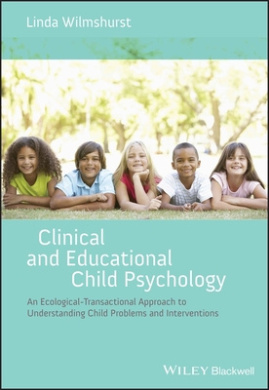 Linda Wilmshurst
Clinical
and Educational
Child Psychology
An Ecological-Transactional Approach to
Understanding Child Problems and Interventions
WILEY Blackwell